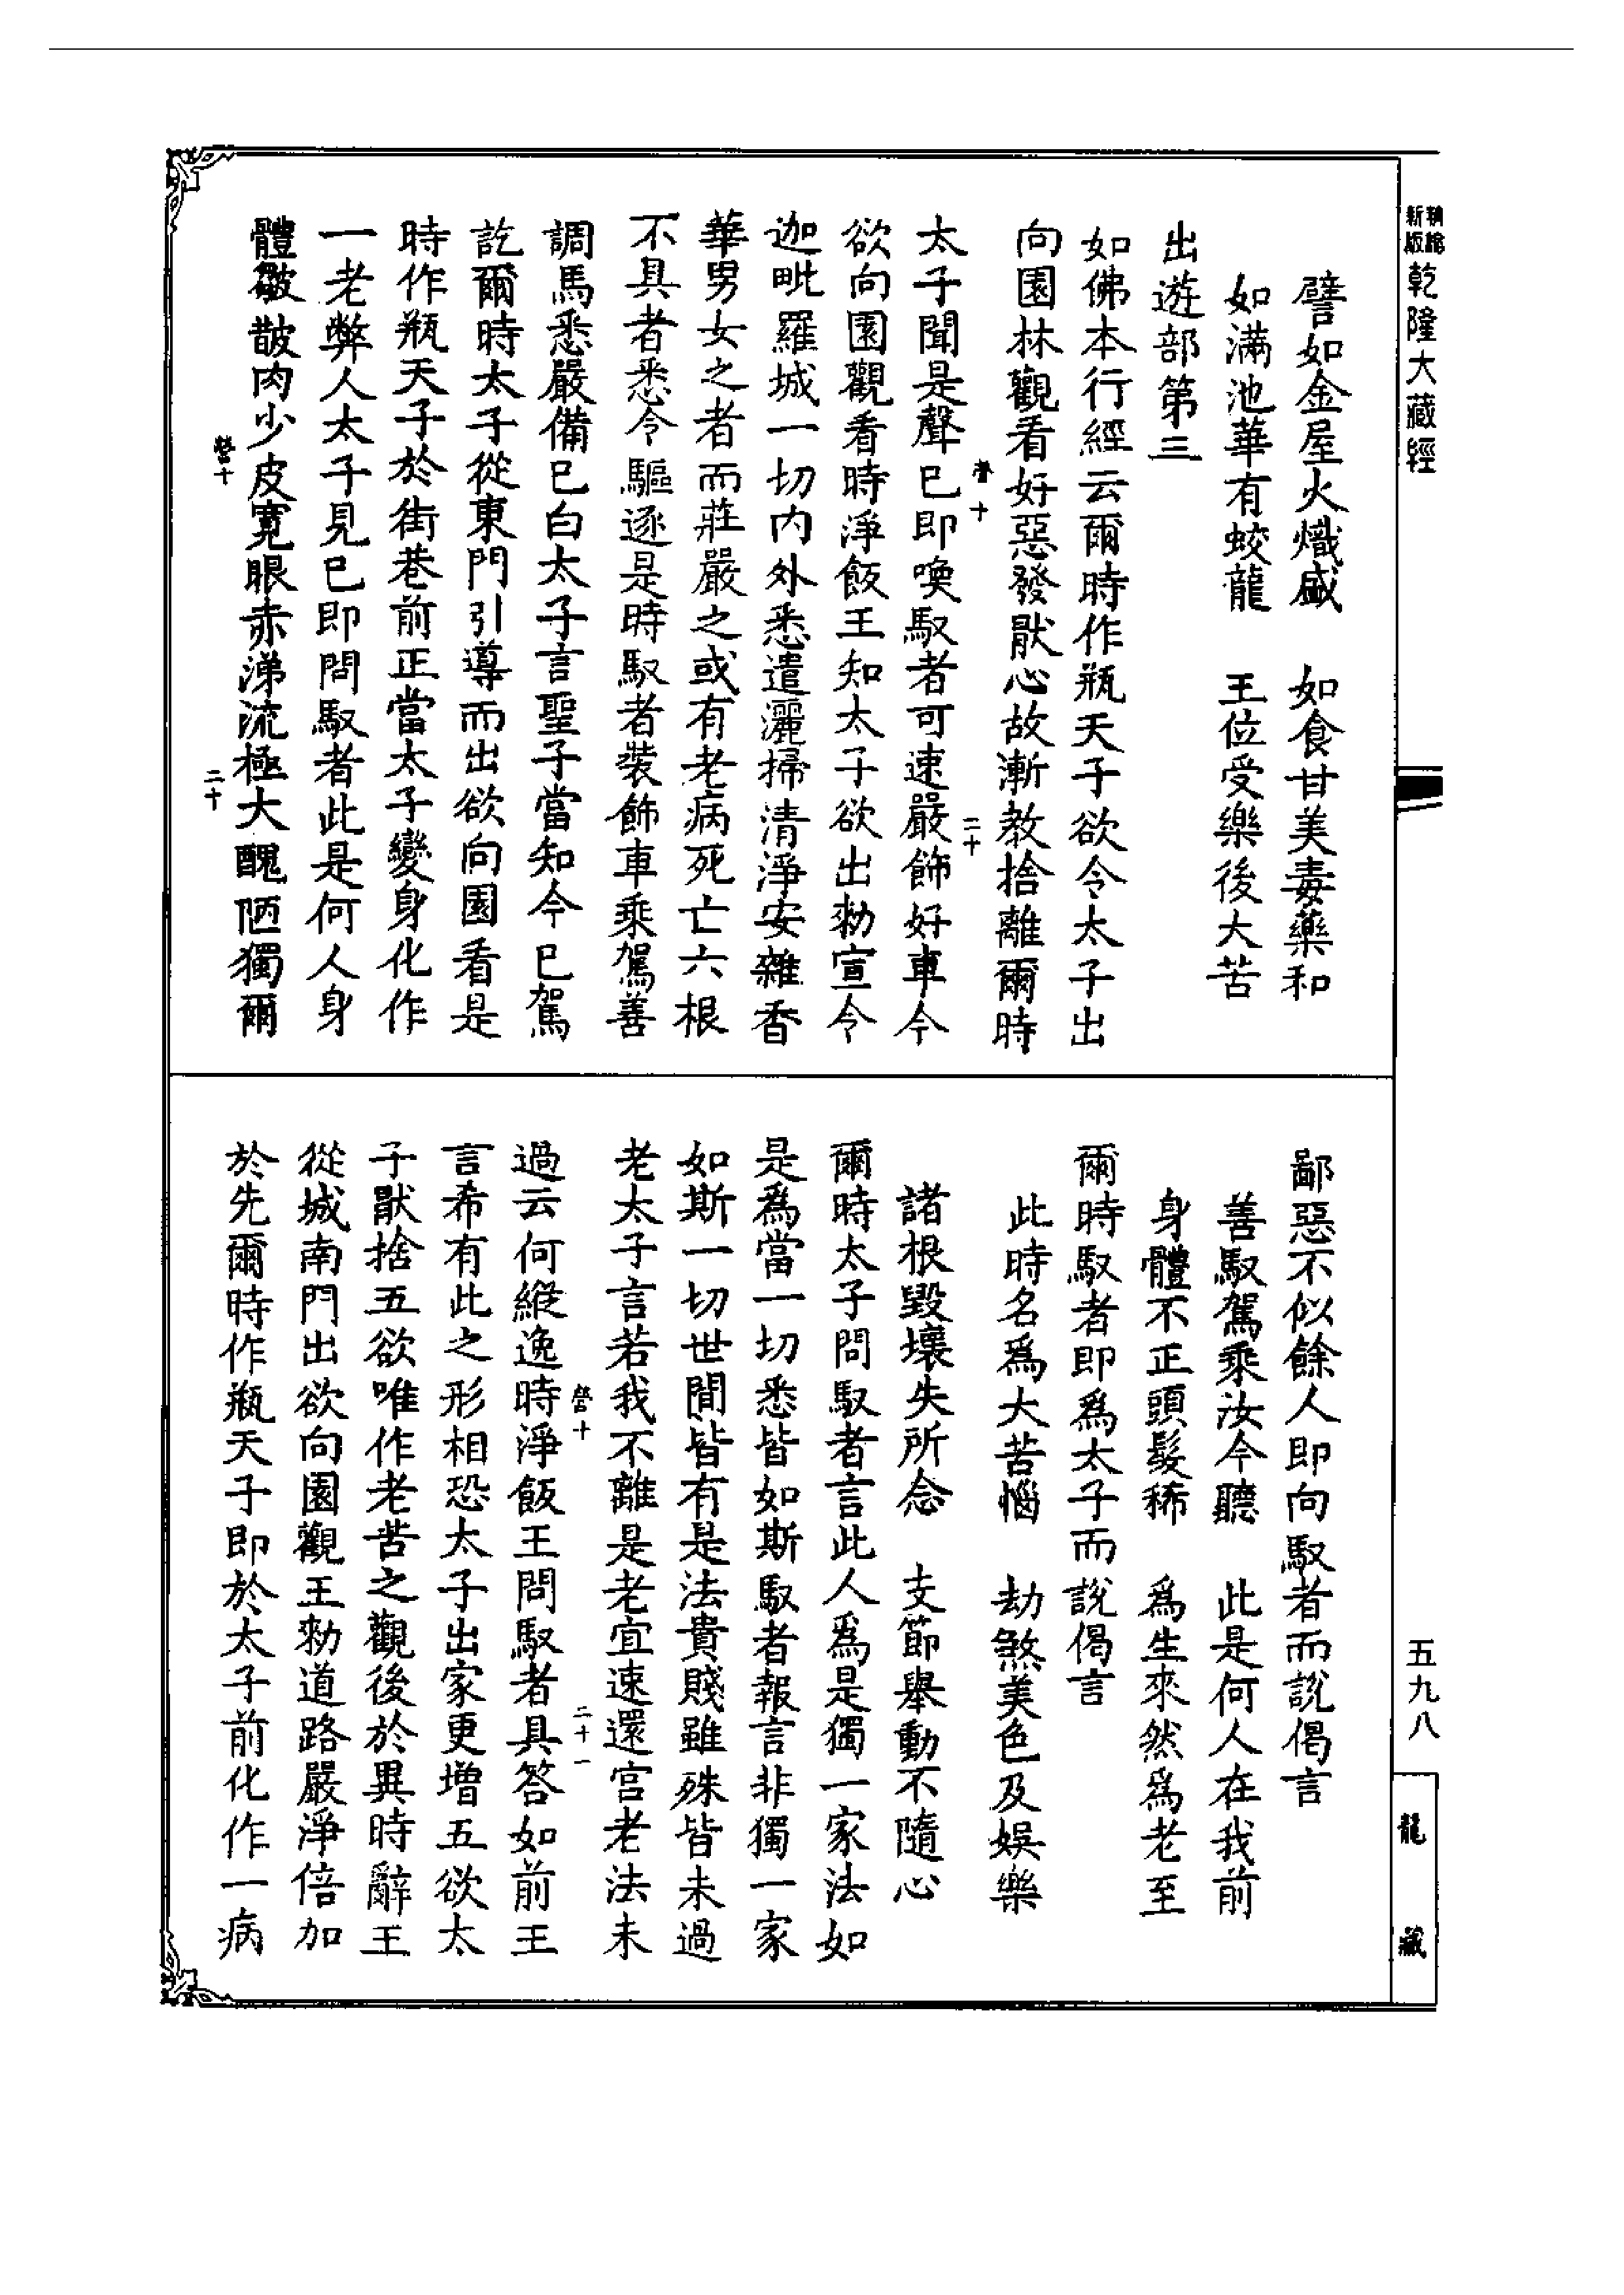 新版
精縮
乾隆大藏經
譬如金屋火熾盛　如食甘美毒藥和
如滿池華有蛟龍　王位受樂後大苦
出遊部第三
如佛本行經云爾時作瓶天子欲令太子出
向園林觀看好惡發猒心故漸教捨離爾時
營十
二十
太子聞是聲已即喚馭者可速嚴飾好車今
欲向園觀看時淨飯王知太子欲出勑宣令
迦毗羅城一切內外悉遣灑掃清淨安雜香
華男女之者而莊嚴之或有老病死亡六根
不具者悉令驅逐是時馭者裝飾車乘駕善
調馬悉嚴備已白太子言聖子當知今已駕
訖爾時太子從東門引導而出欲向園看是
時作瓶天子於街巷前正當太子變身化作
一老弊人太子見已即問馭者此是何人身
體皺皵肉少皮寬眼赤涕流極大醜陋獨爾
營十
二十
鄙惡不似餘人即向馭者而說偈言
善馭駕乘汝今聽　此是何人在我前
身體不正頭髮稀　為生來然為老至
爾時馭者即為太子而說偈言
此時名為大苦惱　劫煞美色及娛樂
諸根毀壞失所念　支節舉動不隨心
爾時太子問馭者言此人為是獨一家法如
是為當一切悉皆如斯馭者報言非獨一家
如斯一切世間皆有是法貴賤雖殊皆未過
老太子言若我不離是老宜速還宮老法未
營十
二十一
過云何縱逸時淨飯王問馭者具答如前王
言希有此之形相恐太子出家更增五欲太
子猒捨五欲唯作老苦之觀後於異時辭王
從城南門出欲向園觀王勑道路嚴淨倍加
於先爾時作瓶天子即於太子前化作一病
五九八
龍藏